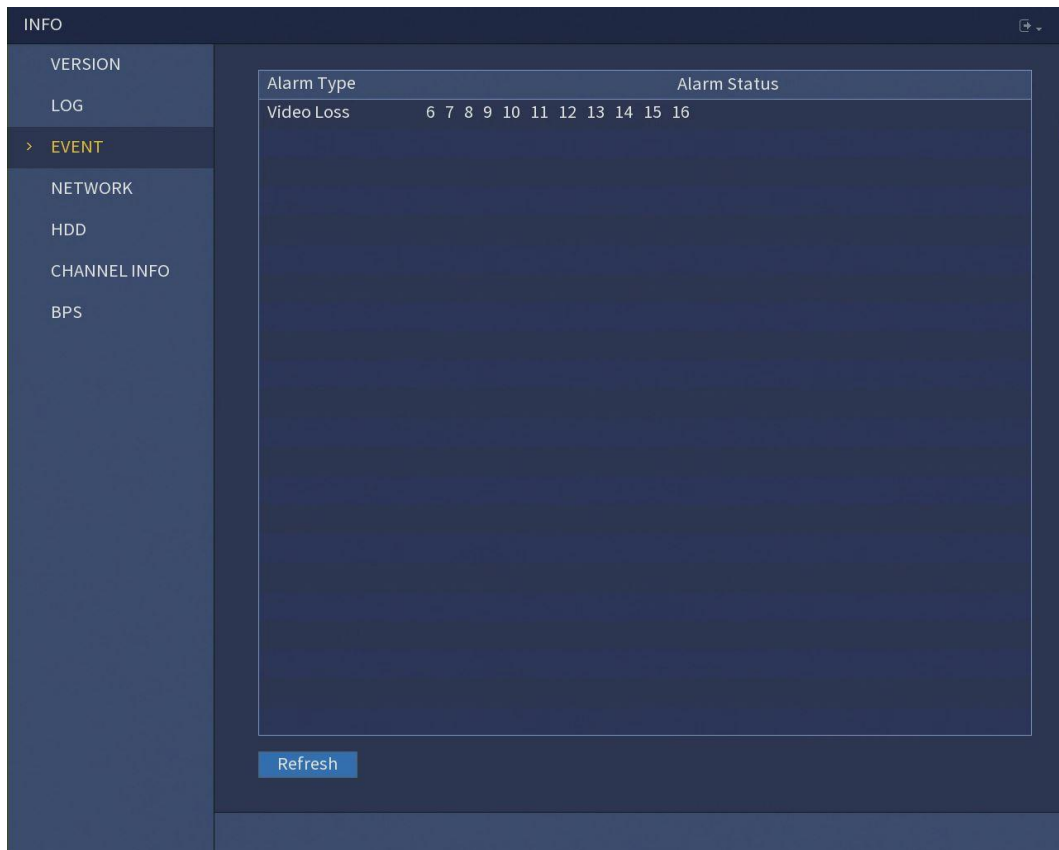 INFO
VERSION
LOG
> EVENT
NETWORK
HDD
CHANNEL INFO
BPS
Alarm Type Alarm Status
Video Loss 6 7 8 9 10 11 12 13 14 15 16
Refresh